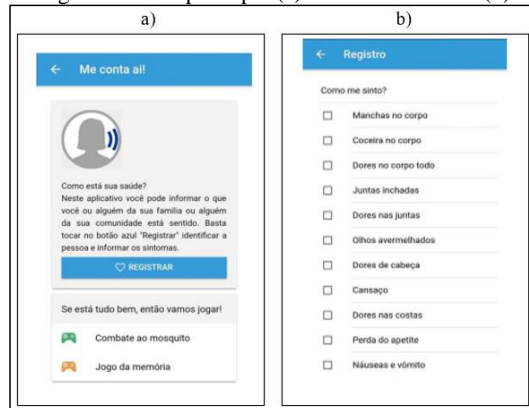 a)
b)
Me conta ai!
Como está sua saúde?
Neste aplicativo você pode informar o que
você ou alguém da sua familia ou alguém
da sua comunidade está sentido. Basta
tocar no botão azul "Registrar" identificar a
pessoa e informar os sintomas.
REGISTRAR
Se está tudo bem, então vamos jogar!
Combate ao mosquito
Jogo da memória
Registro
Como me sinto?
Manchas no corpo
Coceira no corpo
Dores no corpo todo
Juntas inchadas
Dores nas juntas
Olhos avermelhados
Dores de cabeça
Cansaço
Dores nas costas
Perda do apetite
Náuseas e vômito